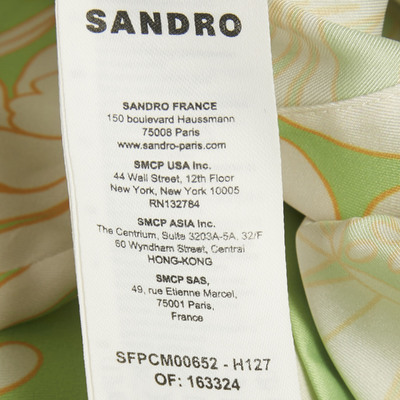 SANDRO
SANDRO FRANCE
150 boulevard Haussmann
75008 Paris
www.sandro-paris.com
SMCP USA Inc.
44 Wall Street, 12th Floor
New York, New York 10005
RN132784
SMCP ASIA Inc.
The Centrium, Suite 3203A-5A. 32/F
60 Wyndham Street, Central
HONG-KONG
SMCP SAS,
49, rue Etienne Marcel,
75001 Paris,
France
SFPCM00652 - H127
OF: 163324